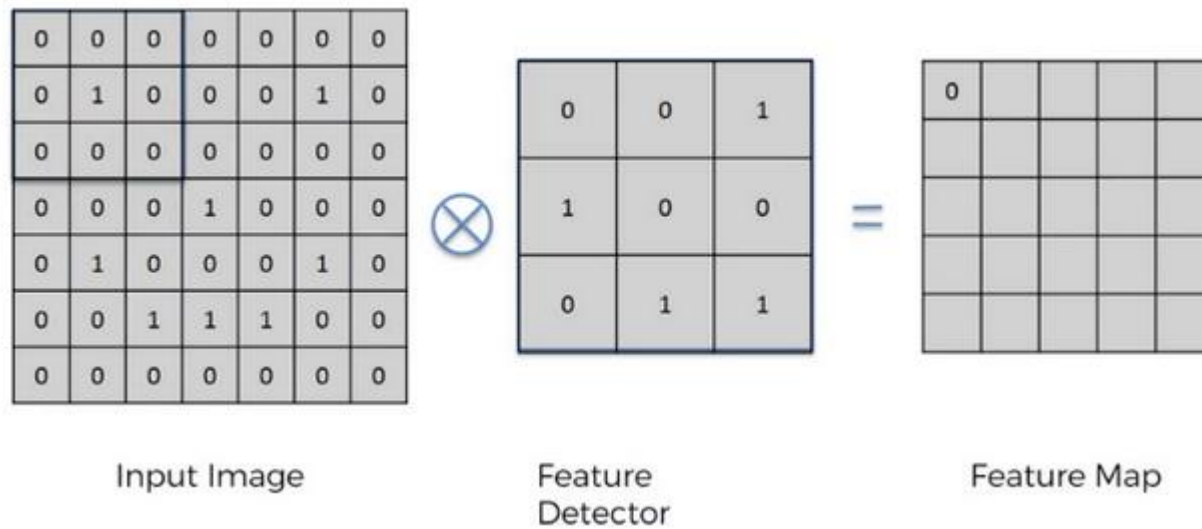 0 0 0 0 0 0 0
0 1 0 0 0 1 0
0 0 0 0 0 0 0
0 0 0 1 0 0 0
0 1 0 0 0 1 0
0 0 1 1 1 0 0
0 0 0 0 0 0 0
0 0 1
1 0 0
0 1 1
=
0
Input Image
Feature
Detector
Feature Map